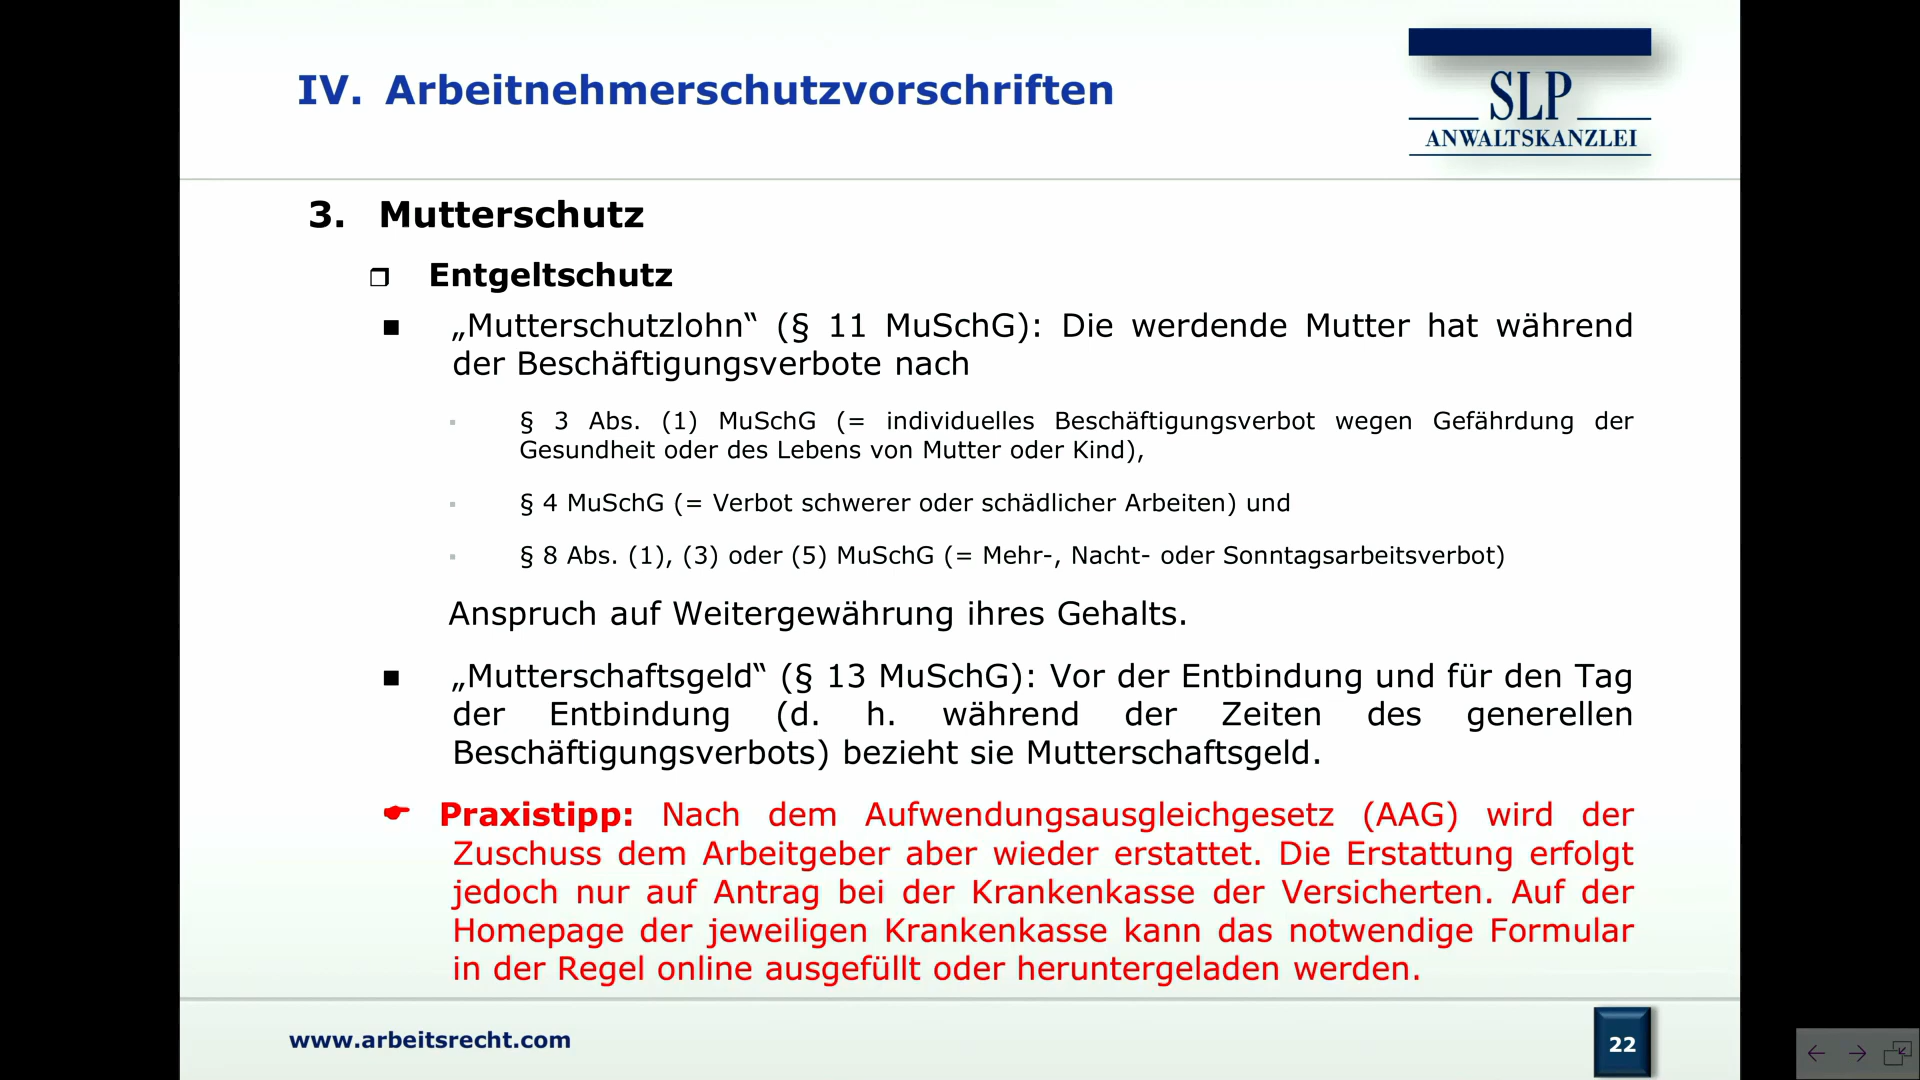 IV. Arbeitnehmerschutzvorschriften
SLP
ANWALTSKANZLEI
3. Mutterschutz
Entgeltschutz
„Mutterschutzlohn“ (§ 11 MuSchG): Die werdende Mutter hat während
der Beschäftigungsverbote nach
§ 3 Abs. (1) MuSchG (= individuelles Beschäftigungsverbot wegen Gefährdung der
Gesundheit oder des Lebens von Mutter oder Kind),
§ 4 MuSchG (= Verbot schwerer oder schädlicher Arbeiten) und
§ 8 Abs. (1), (3) oder (5) MuSchG (= Mehr-, Nacht- oder Sonntagsarbeitsverbot)
Anspruch auf Weitergewährung ihres Gehalts.
„Mutterschaftsgeld“ (§ 13 MuSchG): Vor der Entbindung und für den Tag
der Entbindung (d. h. während der Zeiten des generellen
Beschäftigungsverbots) bezieht sie Mutterschaftsgeld.
Praxistipp: Nach dem Aufwendungsausgleichgesetz (AAG) wird der
Zuschuss dem Arbeitgeber aber wieder erstattet. Die Erstattung erfolgt
jedoch nur auf Antrag bei der Krankenkasse der Versicherten. Auf der
Homepage der jeweiligen Krankenkasse kann das notwendige Formular
in der Regel online ausgefüllt oder heruntergeladen werden.
www.arbeitsrecht.com
22